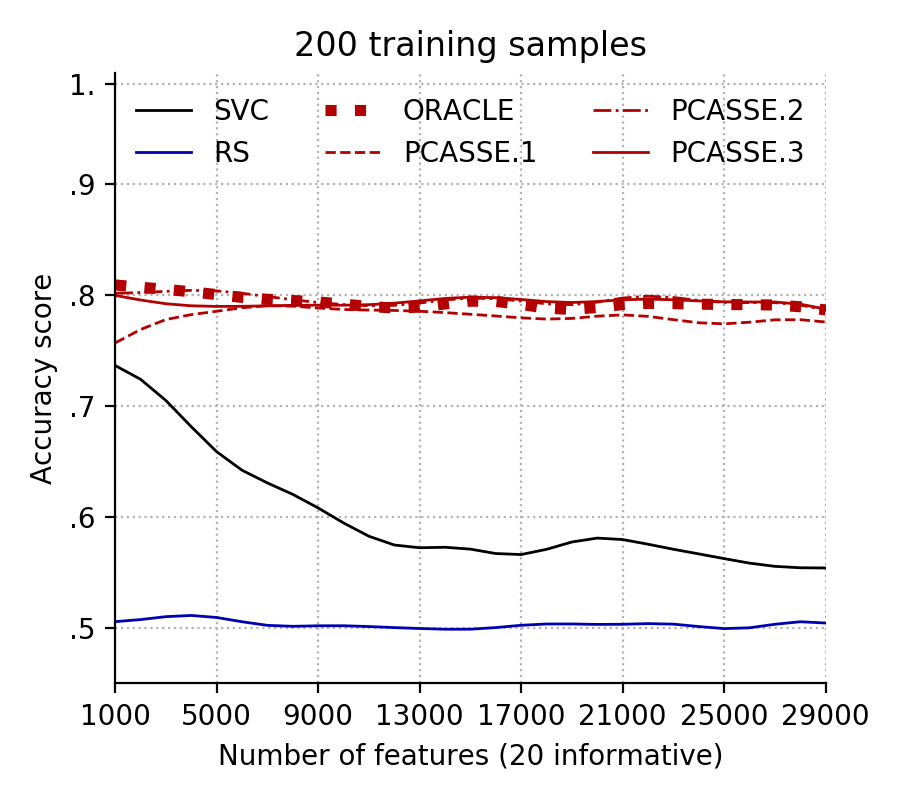 200 training samples
1.
SVC ORACLE PCASSE.2
RS PCASSE.1 PCASSE.3
.9
.8
.7
.6
.5
Accuracy score
1000 5000 9000 13000 17000 21000 25000 29000
Number of features (20 informative)